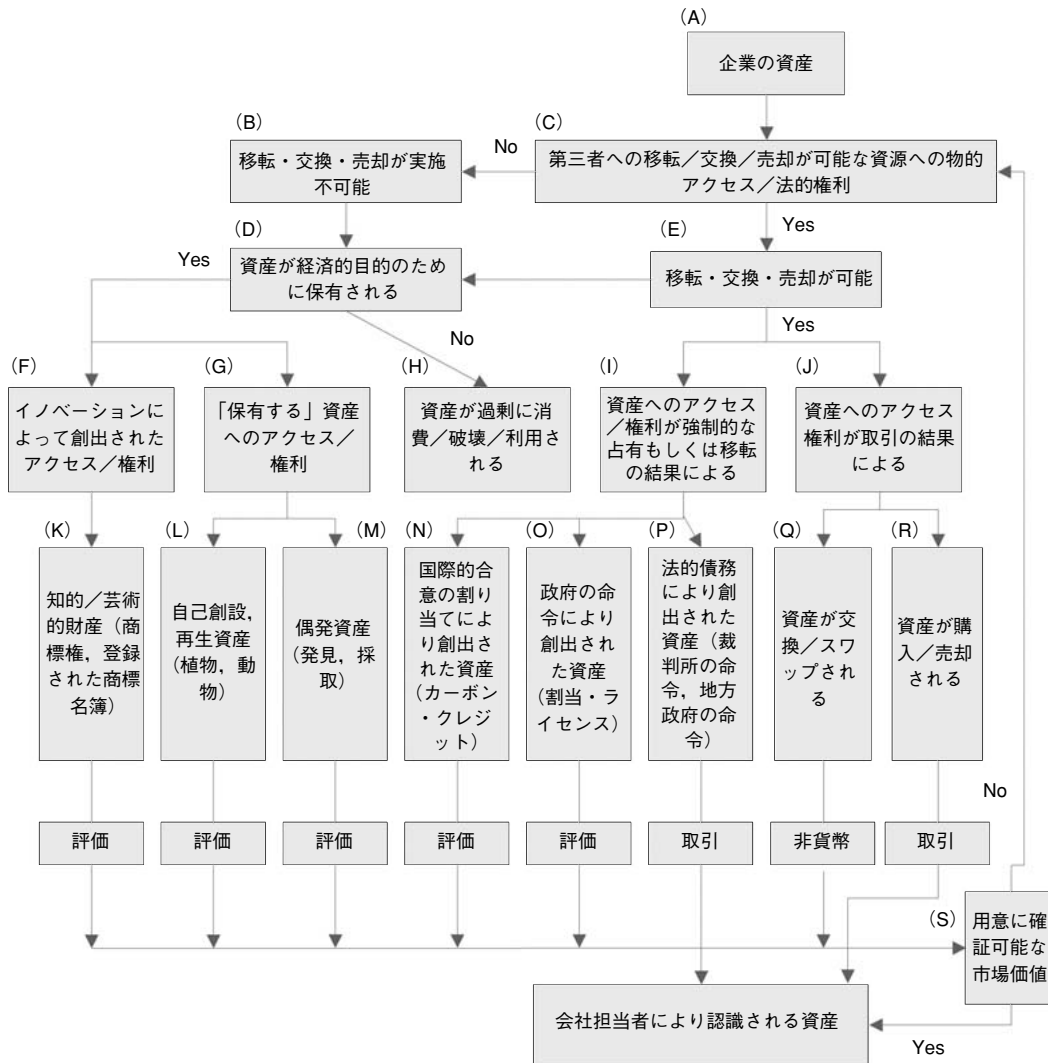 (A)
企業の資産
(B)
(C)
No
移転・交換・売却が実施
不可能
第三者への移転／交換／売却が可能な資源への物的
アクセス／法的権利
(D)
Yes
(E)
Yes
資産が経済的目的のため
に保有される
移転・交換・売却が可能
No
Yes
(F)
(G)
(H)
(I)
(J)
イノベーションに
よって創出された
アクセス／権利
「保有する」資産
へのアクセス／
権利
資産が過剰に消
費／破壊／利用さ
れる
資産へのアクセス
／権利が強制的な
占有もしくは移転
の結果による
資産へのアクセス
権利が取引の結果
による
(K)
(L)
(M)
(N)
(O)
(P)
(Q)
(R)
知的／芸術
的財産（商
標権，登録
された商標
名簿）
自己創設，
再生資産
（植物，動
物）
偶発資産
（発見，採
取）
国際的合
意の割り
当てによ
り創出さ
れた資産
（カーボン
・クレジ
ット）
政府の命
令により
創出され
た資産
（割当・ラ
イセンス）
法的債務
により創
出された
資産（裁
判所の命
令，地方
政府の命
令）
資産が交
換／スワ
ップされ
る
資産が購
入／売却
される
No
評価
評価
評価
評価
評価
取引
非貨幣
取引
(S)
用意に確
証可能な
市場価値
会社担当者により認識される資産
Yes